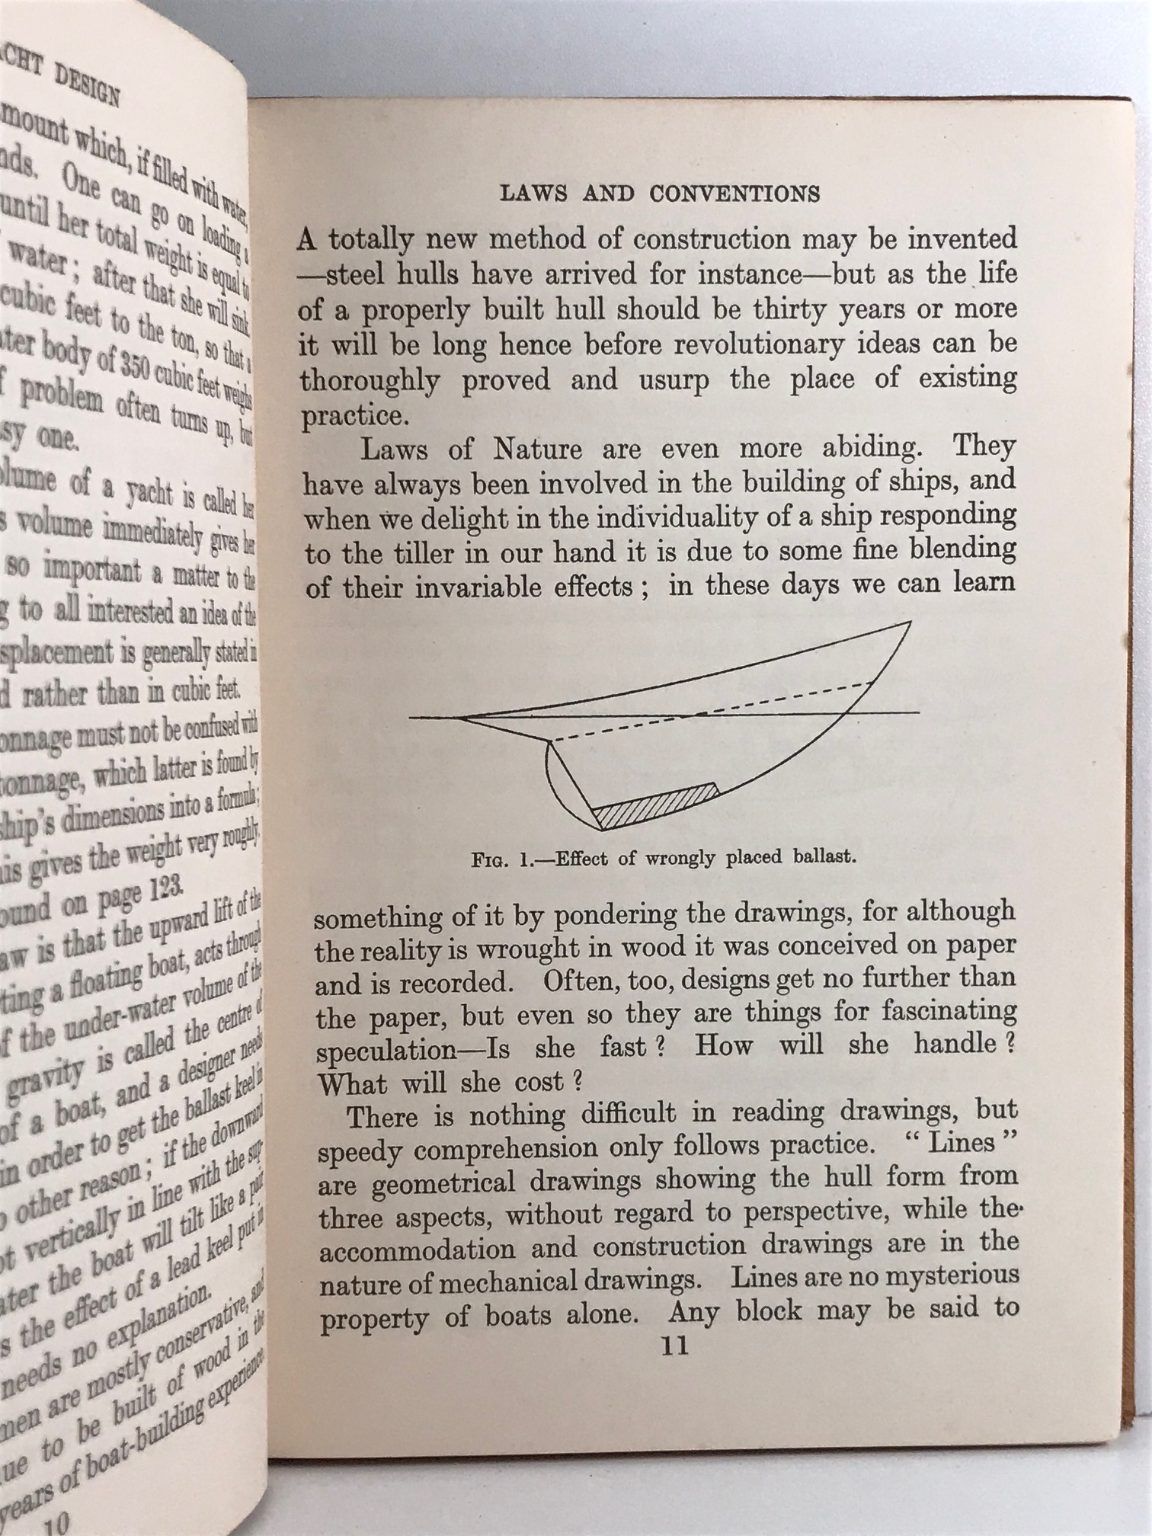 ACHT DESIGN
mount which, if filled with water,
nds. One can go on loading a
until her total weight is equal to
water; after that she will sink
cubic feet to the ton, so that a
ter body of 350 cubic feet weighs
f problem often turns up, but
sy one.
olume of a yacht is called her
s volume immediately gives her
so important a matter to the
g to all interested an idea of the
splacement is generally stated in
d rather than in cubic feet.
onnage must not be confused with
onnage, which latter is found by
hip's dimensions into a formula;
is gives the weight very roughly.
ound on page 123.
aw is that the upward lift of the
ting a floating boat, acts through
f the under-water volume of the
gravity is called the centre of
of a boat, and a designer needs
in order to get the ballast keel in
o other reason; if the downward
ot vertically in line with the sup-
ater the boat will tilt like a pair
s the effect of a lead keel put in
needs no explanation.
men are mostly conservative, and
ue to be built of wood in the
years of boat-building experience.
10
LAWS AND CONVENTIONS
A totally new method of construction may be invented
—steel hulls have arrived for instance—but as the life
of a properly built hull should be thirty years or more
it will be long hence before revolutionary ideas can be
thoroughly proved and usurp the place of existing
practice.
Laws of Nature are even more abiding. They
have always been involved in the building of ships, and
when we delight in the individuality of a ship responding
to the tiller in our hand it is due to some fine blending
of their invariable effects; in these days we can learn
FIG. 1.—Effect of wrongly placed ballast.
something of it by pondering the drawings, for although
the reality is wrought in wood it was conceived on paper
and is recorded. Often, too, designs get no further than
the paper, but even so they are things for fascinating
speculation—Is she fast? How will she handle?
What will she cost?
There is nothing difficult in reading drawings, but
speedy comprehension only follows practice. "Lines"
are geometrical drawings showing the hull form from
three aspects, without regard to perspective, while the
accommodation and construction drawings are in the
nature of mechanical drawings. Lines are no mysterious
property of boats alone. Any block may be said to
11